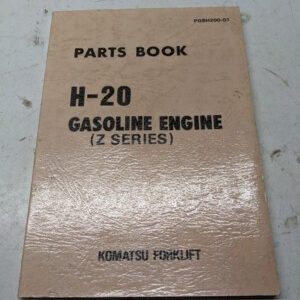 PGBH200-01
PARTS BOOK
H-20
GASOLINE ENGINE
(Z SERIES)
KOMATSU FORKLIFT